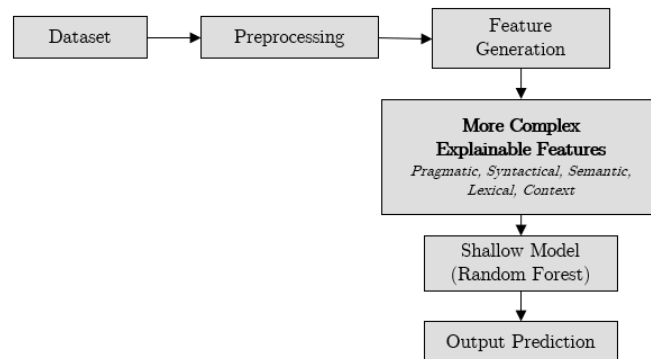 Dataset
Preprocessing
Feature
Generation
More Complex
Explainable Features
Pragmatic, Syntactical, Semantic,
Lexical, Context
Shallow Model
(Random Forest)
Output Prediction